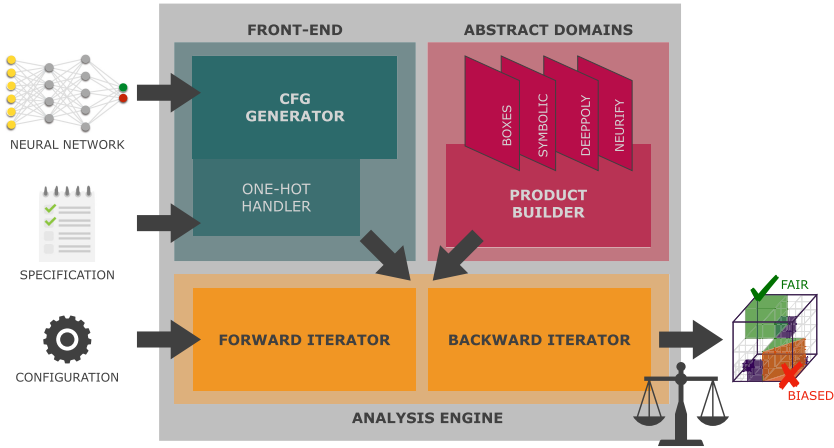 FRONT-END
ABSTRACT DOMAINS
CFG
GENERATOR
BOXES
SYMBOLIC
DEEPPOLY
NEURIFY
NEURAL NETWORK
ONE-HOT
HANDLER
PRODUCT
BUILDER
SPECIFICATION
FAIR
FORWARD ITERATOR
BACKWARD ITERATOR
CONFIGURATION
BIASED
ANALYSIS ENGINE